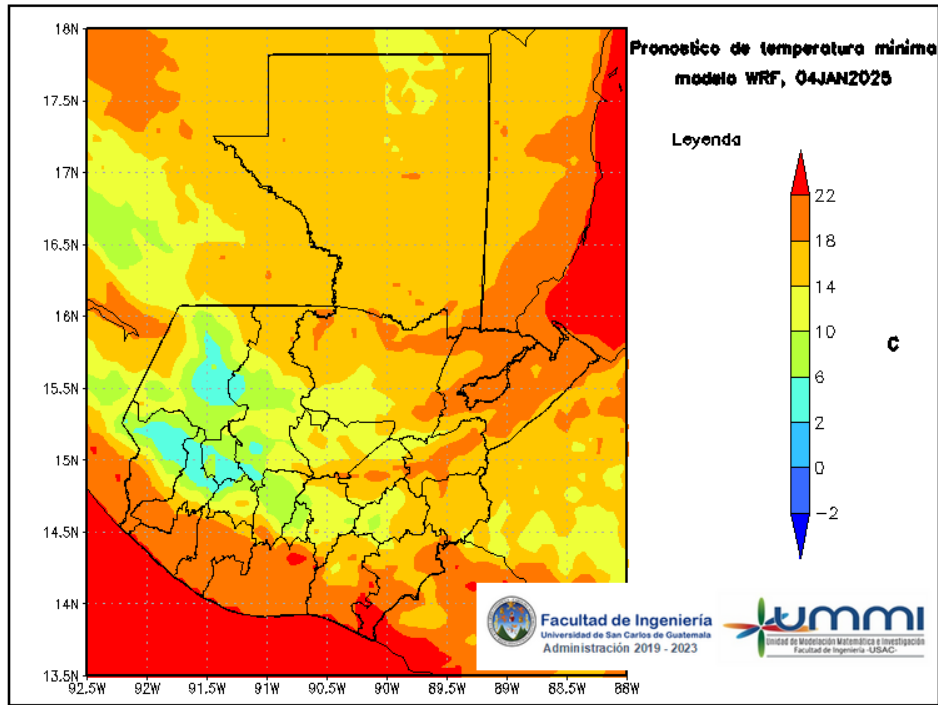 Pronostico de temperatura minima
modelo WRF, 04JAN2025
Leyenda
22
18
14
10
6
2
0
−2
C
18N
17.5N
17N
16.5N
16N
15.5N
15N
14.5N
14N
13.5N
92.5W
92W
91.5W
91W
90.5W
90W
89.5W
89W
88.5W
88W
Facultad de Ingeniería
Universidad de San Carlos de Guatemala
Administración 2019 - 2023
ummi
Unidad de Modelación Matemática e Investigación
Facultad de Ingeniería -USAC-